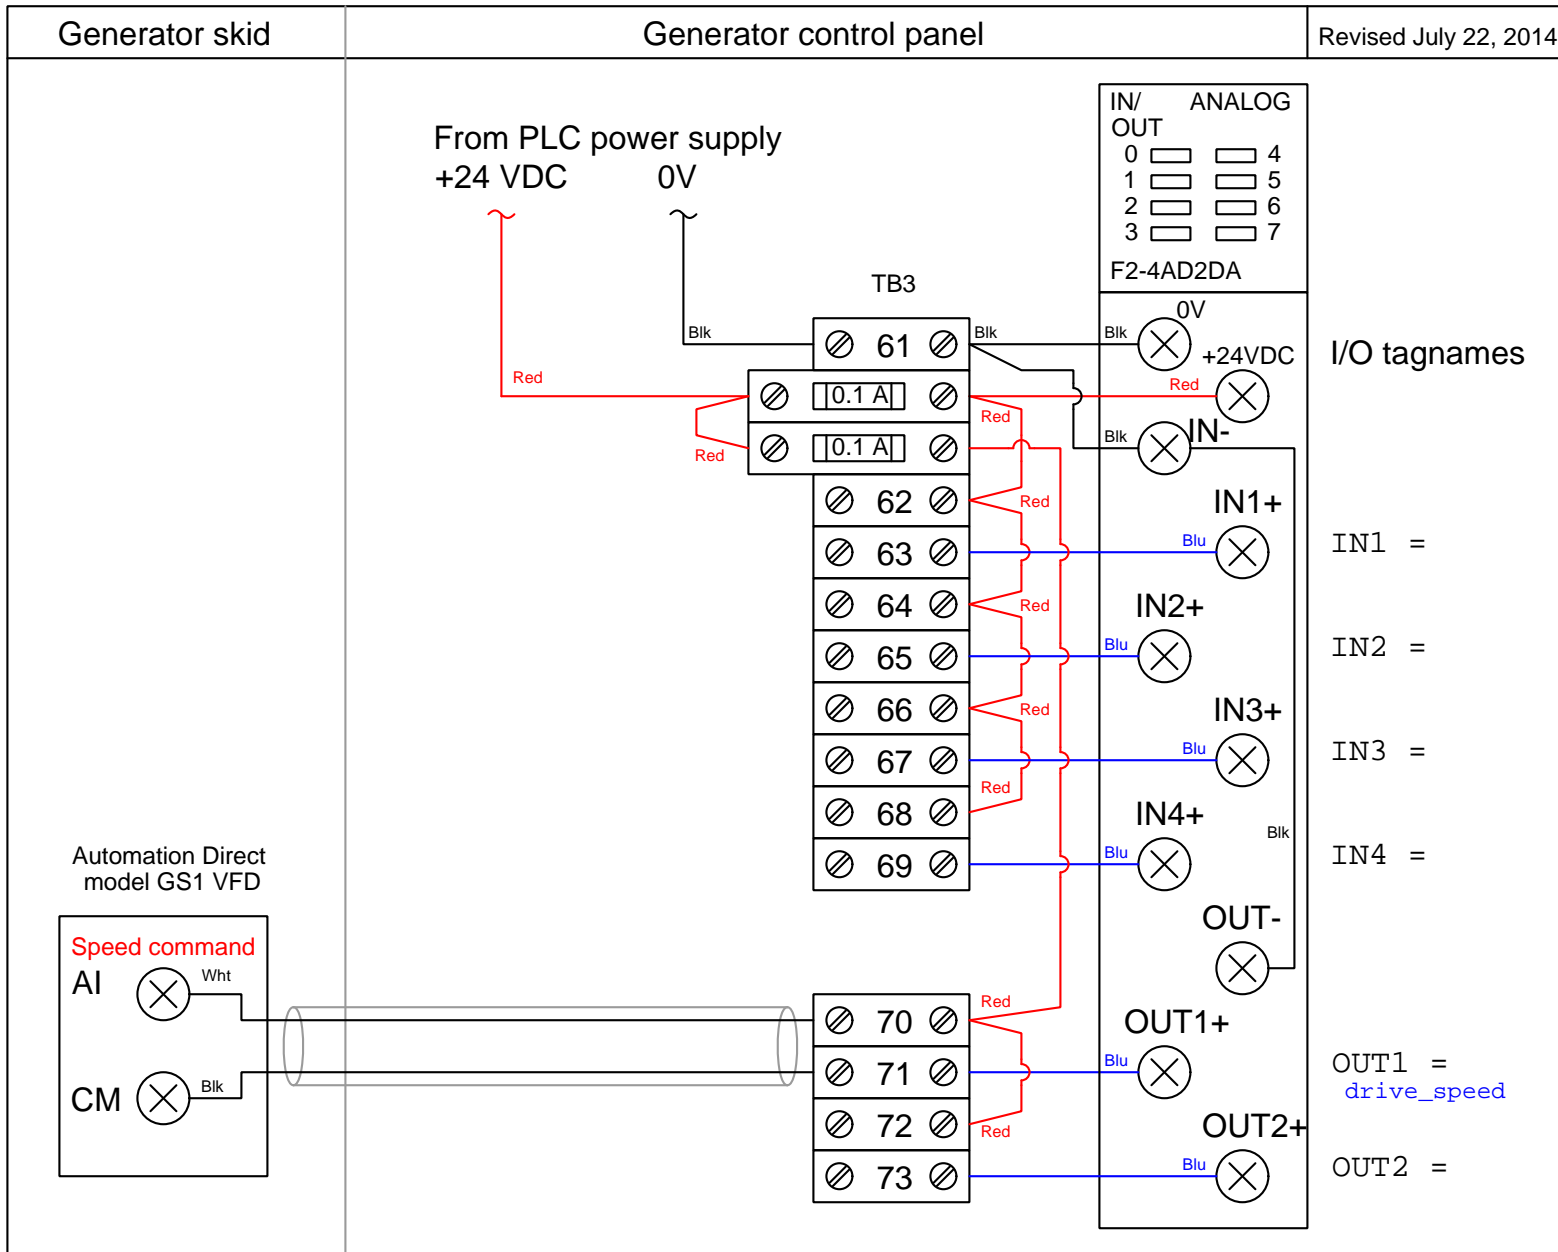 Generator skid
Generator control panel
Revised July 22, 2014
IN/ ANALOG
OUT
0 4
1 5
2 6
3 7
F2-4AD2DA
From PLC power supply
+24 VDC 0V
TB3
0V
Blk
61
Blk
Blk
+24VDC
I/O tagnames
Red
0.1 A
Red
Red
Red
0.1 A
Blk
IN-
62
Red
IN1+
63
Blu
IN1 =
64
Red
IN2+
65
Blu
IN2 =
66
Red
IN3+
67
Blu
IN3 =
Red
68
IN4+
Blk
69
Blu
IN4 =
Automation Direct
model GS1 VFD
Speed command
AI
Wht
OUT-
Red
70
OUT1+
CM
Blk
71
Blu
OUT1 =
drive_speed
72
Red
OUT2+
73
Blu
OUT2 =